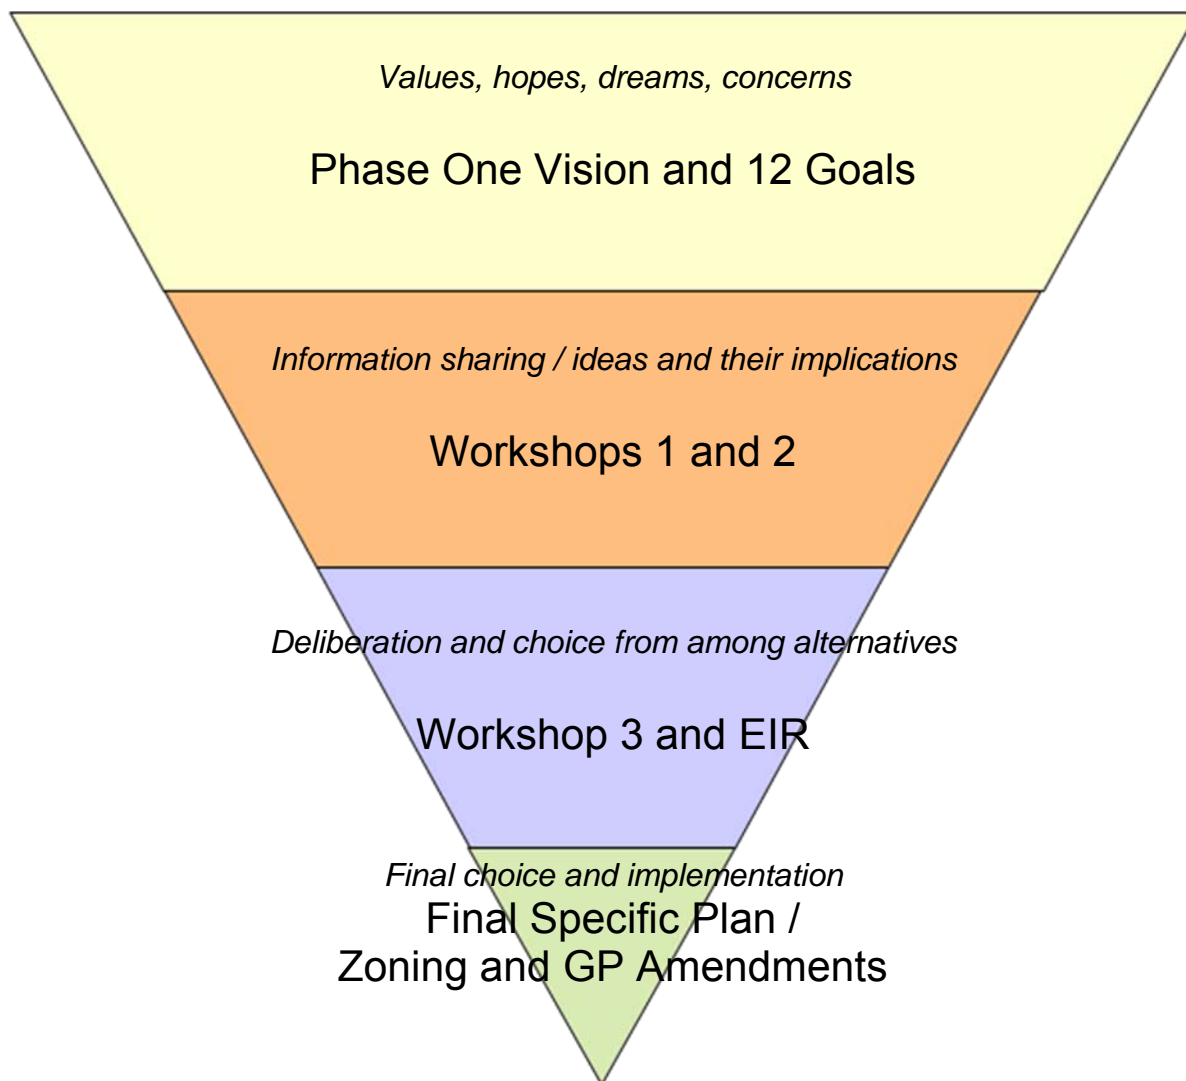 Values, hopes, dreams, concerns
Phase One Vision and 12 Goals
Information sharing / ideas and their implications
Workshops 1 and 2
Deliberation and choice from among alternatives
Workshop 3 and EIR
Final choice and implementation
Final Specific Plan /
Zoning and GP Amendments